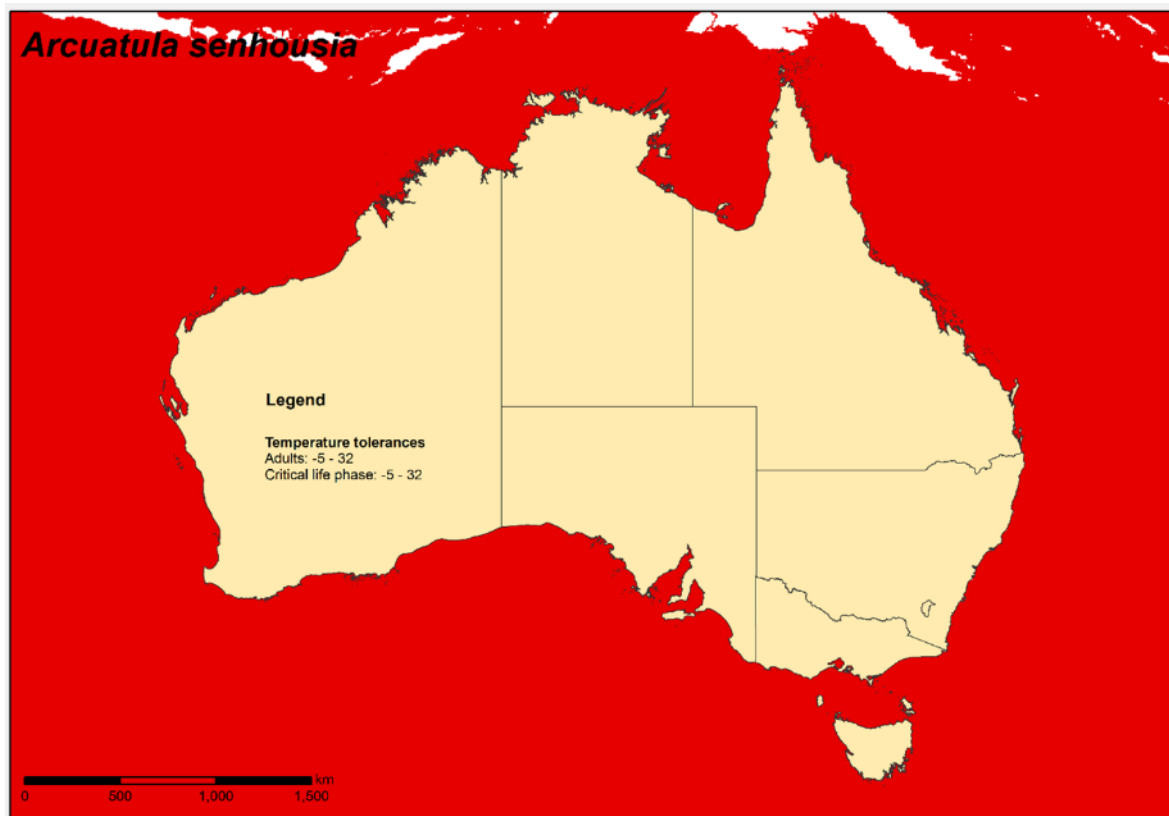 Arcuatula senhousia
Legend
Temperature tolerances
Adults: -5 - 32
Critical life phase: -5 - 32
km
0 500 1,000 1,500